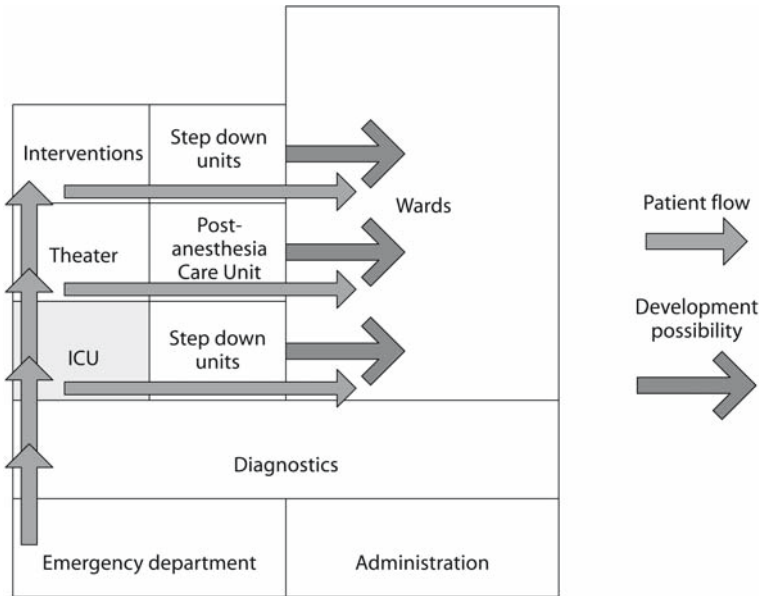 Interventions
Step down
units
Wards
Theater
Post-
anesthesia
Care Unit
ICU
Step down
units
Diagnostics
Emergency department
Administration
Patient flow
Development
possibility